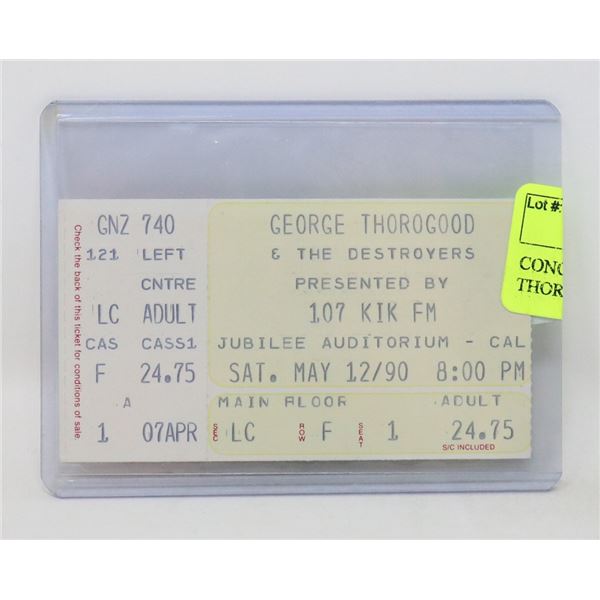 Check the back of this ticket for conditions of sale.
GNZ 740
121 LEFT
CNTRE
LC ADULT
CAS CASS1
F 24.75
A
1 07APR
GEORGE THOROGOOD
& THE DESTROYERS
PRESENTED BY
107 KIK FM
JUBILEE AUDITORIUM - CAL
SAT. MAY 12/90 8:00 PM
MAIN FLOOR ADULT
SEC LC ROW F SEAT 1 24.75
S/C INCLUDED
Lot #:
CONC
THOR